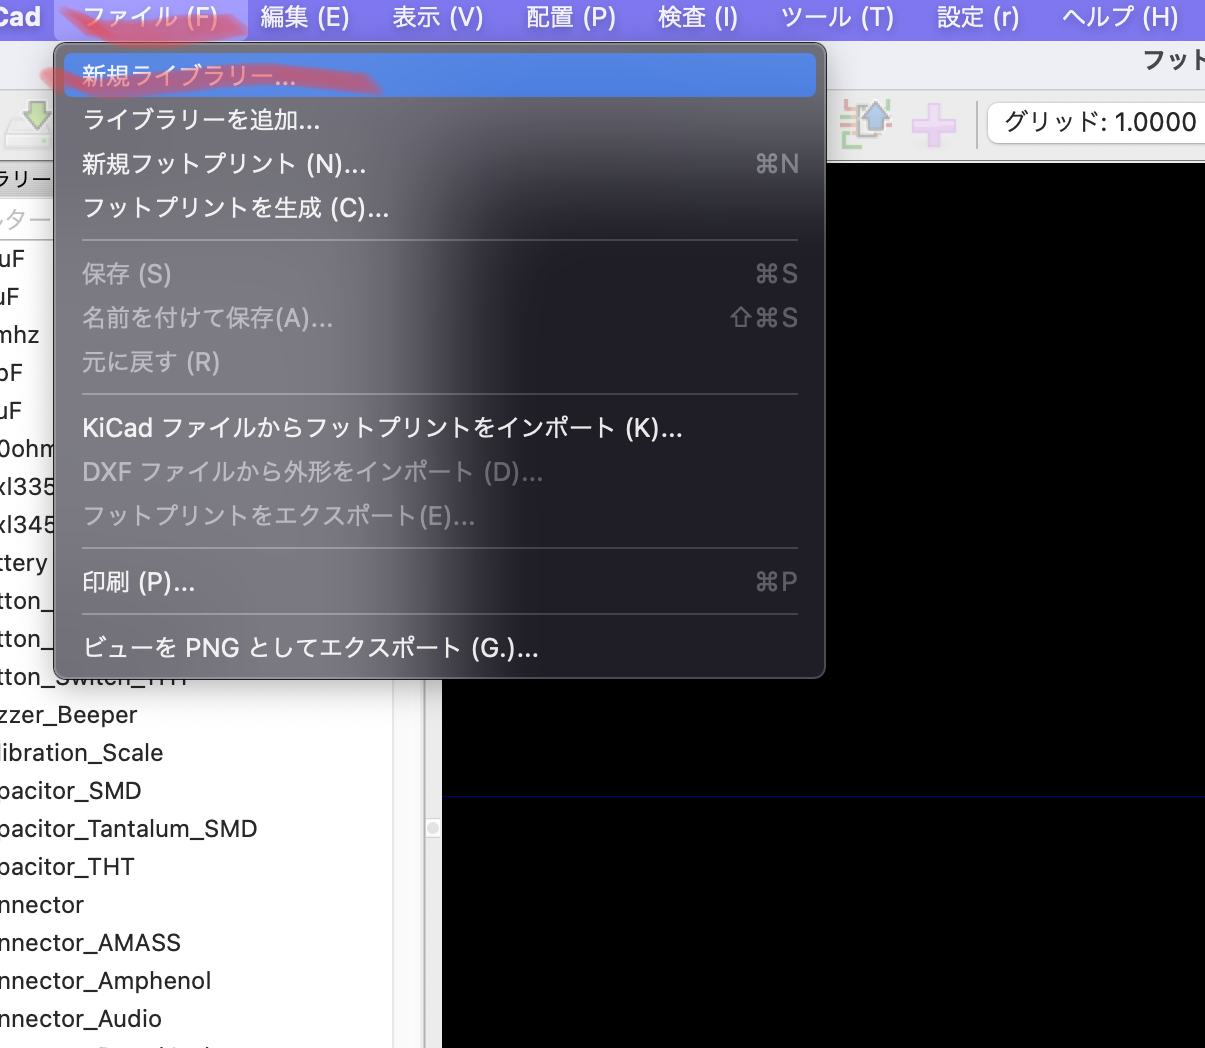 Cad ファイル (F) 編集 (E) 表示 (V) 配置 (P) 検査 (I) ツール (T) 設定 (r) ヘルプ (H)
フット
新規ライブラリー...
ライブラリーを追加...
グリッド: 1.0000
新規フットプリント (N)... ⌘N
ラリー
フットプリントを生成 (C)...
ルター
uF
保存 (S) ⌘S
uF
名前を付けて保存(A)... ⇧⌘S
mhz
元に戻す (R)
pF
uF
KiCad ファイルからフットプリントをインポート (K)...
0ohm
DXF ファイルから外形をインポート (D)...
xl335
フットプリントをエクスポート(E)...
xl345
ttery
印刷 (P)... ⌘P
tton_
tton_
ビューを PNG としてエクスポート (G.)...
tton_Switch_THT
zzer_Beeper
libration_Scale
pacitor_SMD
pacitor_Tantalum_SMD
pacitor_THT
nnector
nnector_AMASS
nnector_Amphenol
nnector_Audio